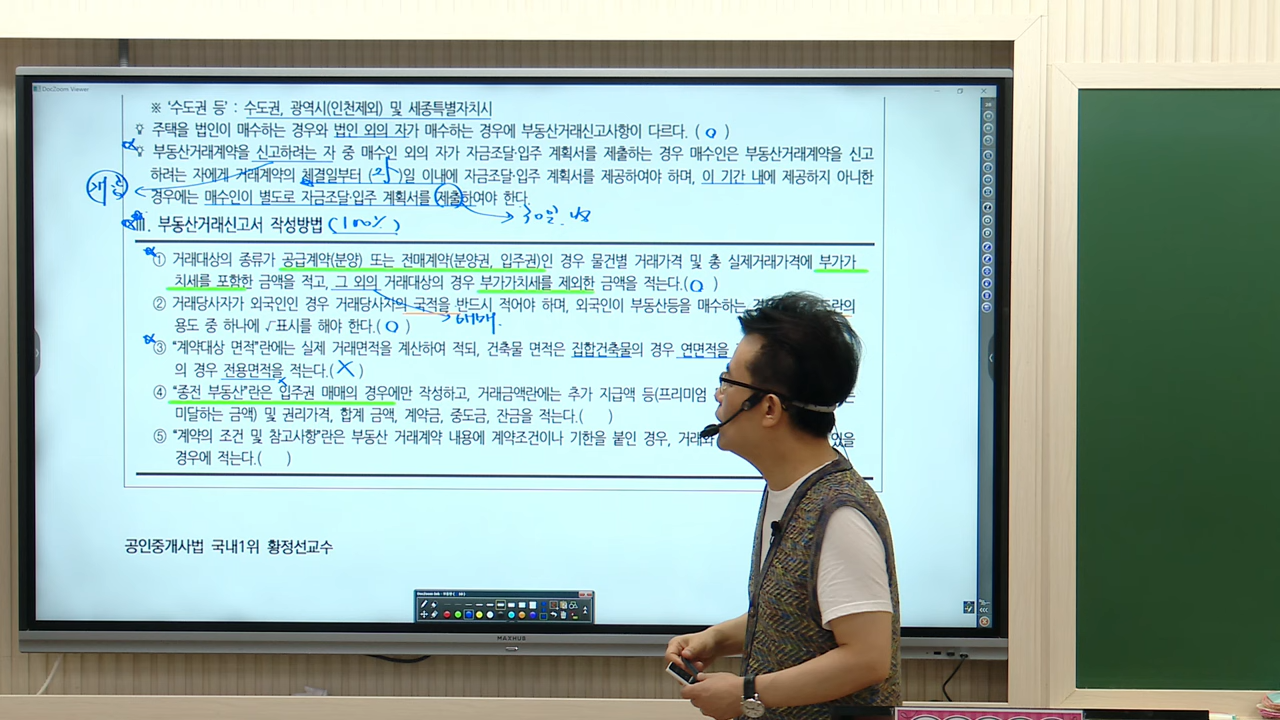 DocZoom Viewer
※ '수도권 등' : 수도권, 광역시(인천제외) 및 세종특별자치시
주택을 법인이 매수하는 경우와 법인 외의 자가 매수하는 경우에 부동산거래신고사항이 다르다. ( o )
부동산거래계약을 신고하려는 자 중 매수인 외의 자가 자금조달·입주 계획서를 제출하는 경우 매수인은 부동산거래계약을 신고
하려는 자에게 거래계약의 체결일부터 ( 25 )일 이내에 자금조달·입주 계획서를 제공하여야 하며, 이 기간 내에 제공하지 아니한
경우에는 매수인이 별도로 자금조달·입주 계획서를 제출하여야 한다.
30일
Ⅲ. 부동산거래신고서 작성방법 (100%)
① 거래대상의 종류가 공급계약(분양) 또는 전매계약(분양권, 입주권)인 경우 물건별 거래가격 및 총 실제거래가격에 부가가
치세를 포함한 금액을 적고, 그 외의 거래대상의 경우 부가가치세를 제외한 금액을 적는다.( O )
② 거래당사자가 외국인인 경우 거래당사자의 국적을 반드시 적어야 하며, 외국인이 부동산등을 매수하는
용도 중 하나에 √표시를 해야 한다.( O )
매매
③ "계약대상 면적"란에는 실제 거래면적을 계산하여 적되, 건축물 면적은 집합건축물의 경우 연면적을
의 경우 전용면적을 적는다.( X )
④ "종전 부동산"란은 입주권 매매의 경우에만 작성하고, 거래금액란에는 추가 지급액 등(프리미엄
미달하는 금액) 및 권리가격, 합계 금액, 계약금, 중도금, 잔금을 적는다.( )
⑤ "계약의 조건 및 참고사항"란은 부동산 거래계약 내용에 계약조건이나 기한을 붙인 경우, 있을
경우에 적는다.( )
공인중개사법 국내1위 황정선교수
MAXHUB